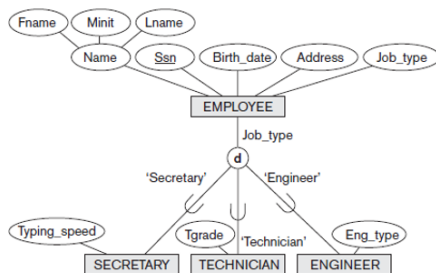 Fname Minit Lname
Name Ssn Birth_date Address Job_type
EMPLOYEE
Job_type
d
'Secretary' 'Engineer'
Typing_speed Tgrade 'Technician' Eng_type
SECRETARY TECHNICIAN ENGINEER